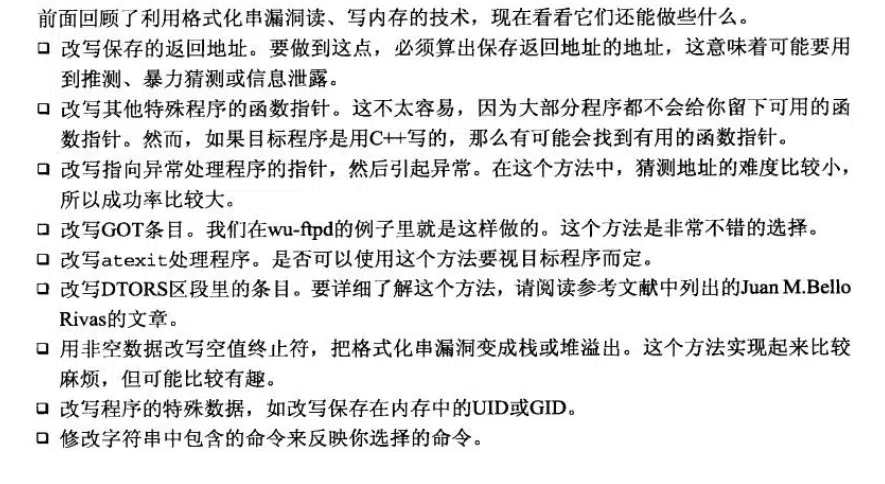 前面回顾了利用格式化串漏洞读、写内存的技术，现在看看它们还能做些什么。
❑ 改写保存的返回地址。要做到这点，必须算出保存返回地址的地址，这意味着可能要用
到推测、暴力猜测或信息泄露。
❑ 改写其他特殊程序的函数指针。这不太容易，因为大部分程序都不会给你留下可用的函
数指针。然而，如果目标程序是用C++写的，那么有可能会找到有用的函数指针。
❑ 改写指向异常处理程序的指针，然后引起异常。在这个方法中，猜测地址的难度比较小，
所以成功率比较大。
❑ 改写GOT条目。我们在wu-ftpd的例子里就是这样做的。这个方法是非常不错的选择。
❑ 改写atexit处理程序。是否可以使用这个方法要视目标程序而定。
❑ 改写DTORS区段里的条目。要详细了解这个方法，请阅读参考文献中列出的Juan M.Bello
Rivas的文章。
❑ 用非空数据改写空值终止符，把格式化串漏洞变成栈或堆溢出。这个方法实现起来比较
麻烦，但可能比较有趣。
❑ 改写程序的特殊数据，如改写保存在内存中的UID或GID。
❑ 修改字符串中包含的命令来反映你选择的命令。